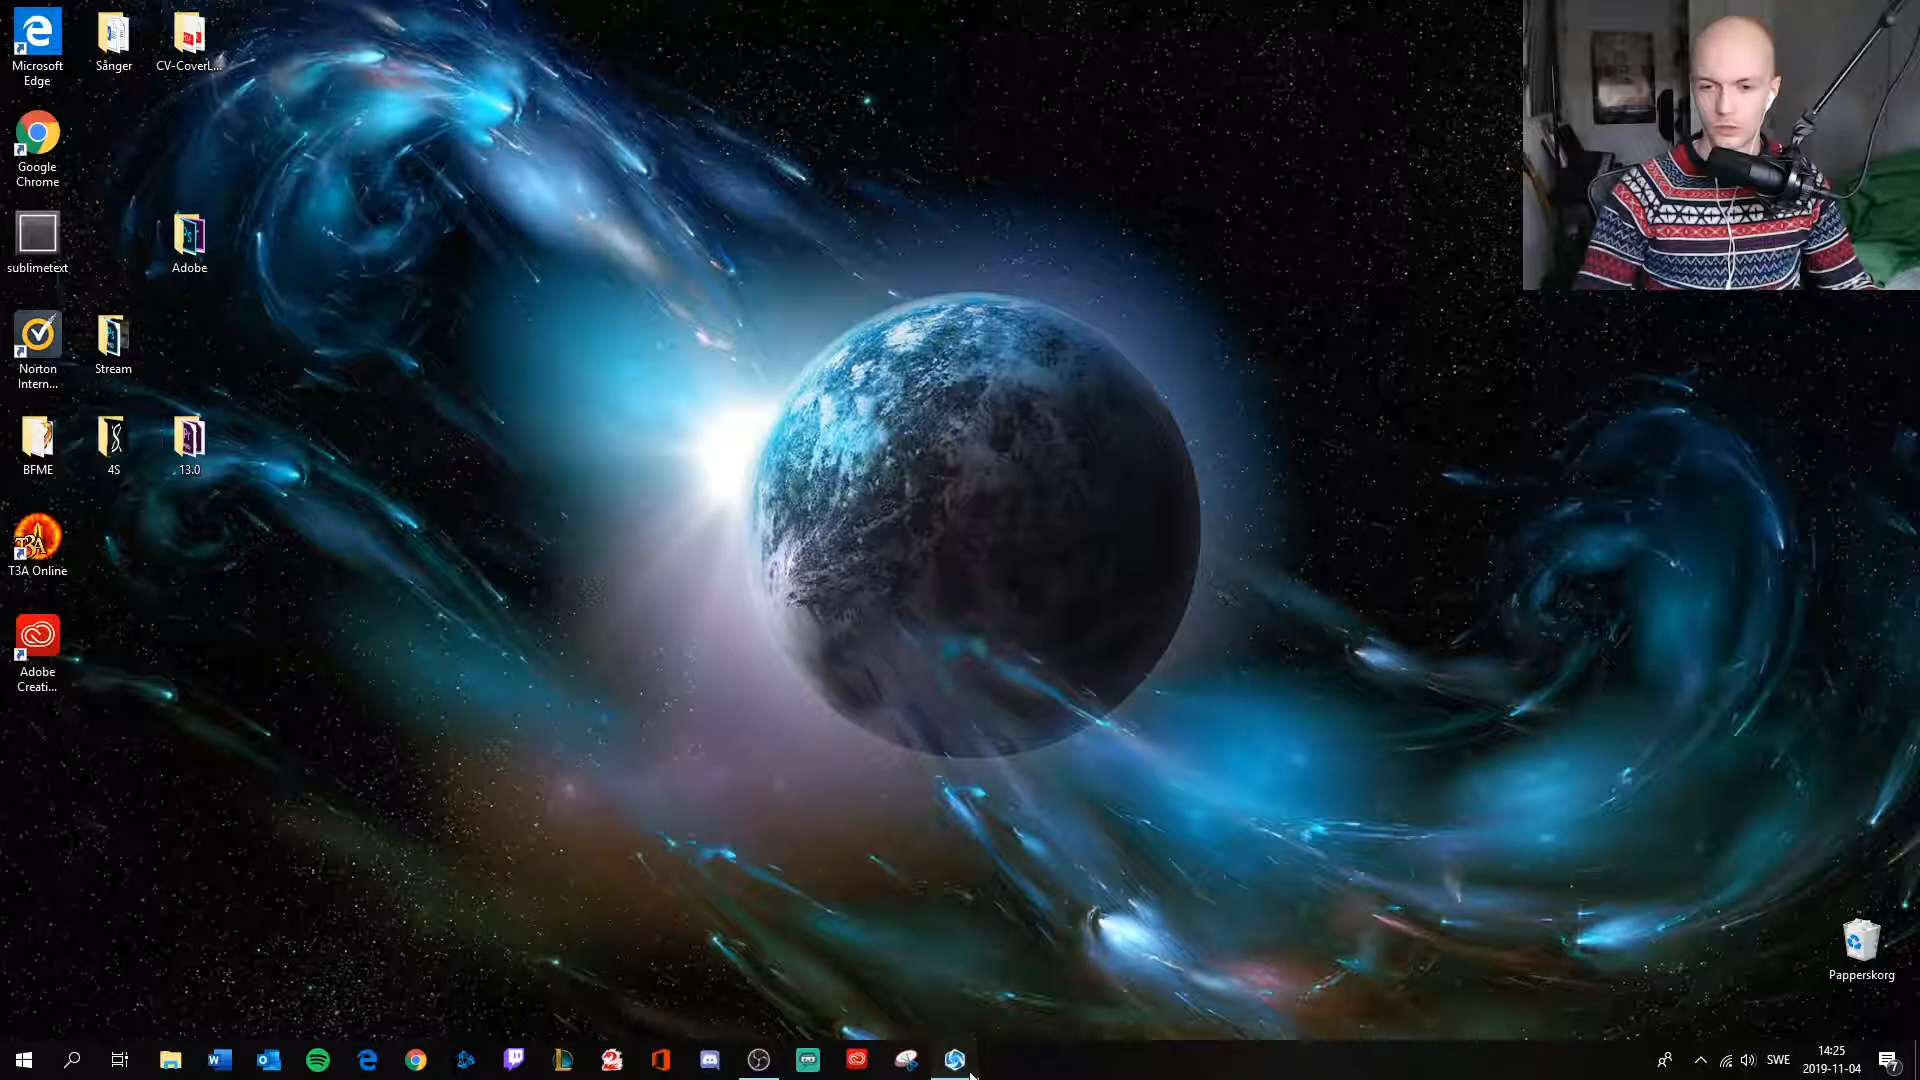 Microsoft
Edge
Sånger
CV-CoverL...
Google
Chrome
sublimetext
Adobe
Norton
Intern...
Stream
BFME
4S
13.0
T3A Online
Adobe
Creati...
Papperskorg
SWE
14:25
2019-11-04
7